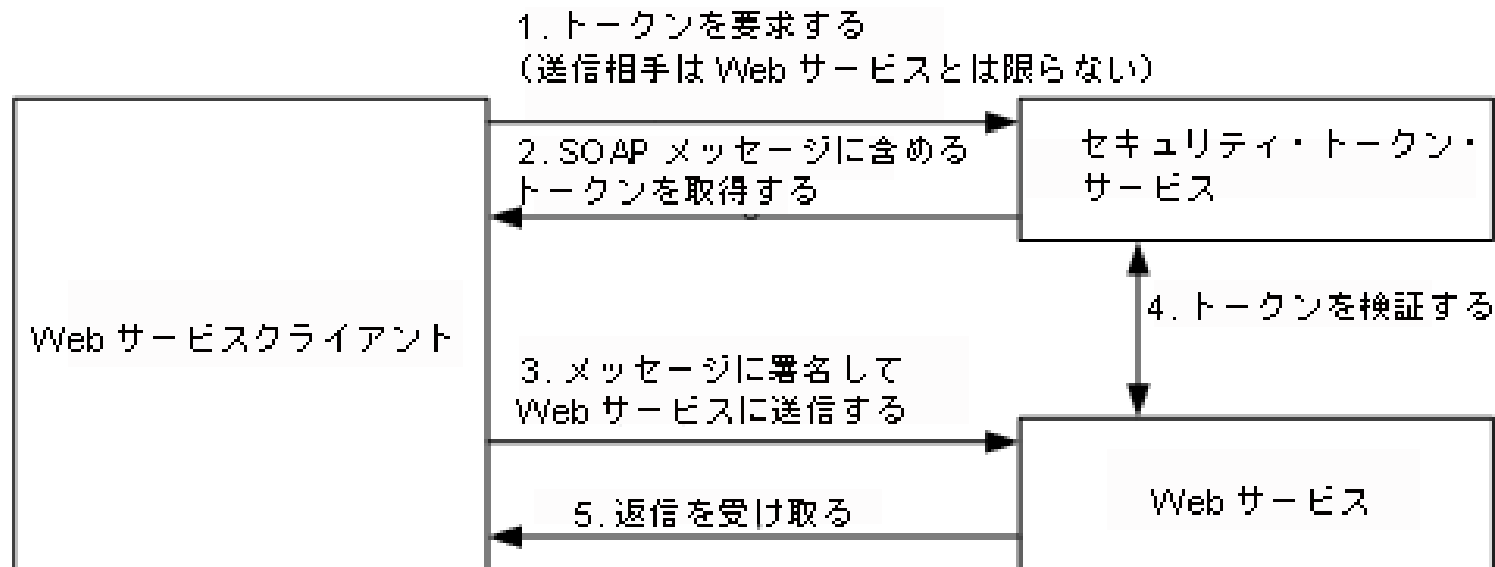 1. トークンを要求する
(送信相手は Web サービスとは限らない)
2. SOAP メッセージに含める
トークンを取得する
セキュリティ・トークン・
サービス
Web サービスクライアント
4. トークンを検証する
3. メッセージに署名して
Web サービスに送信する
Web サービス
5. 返信を受け取る